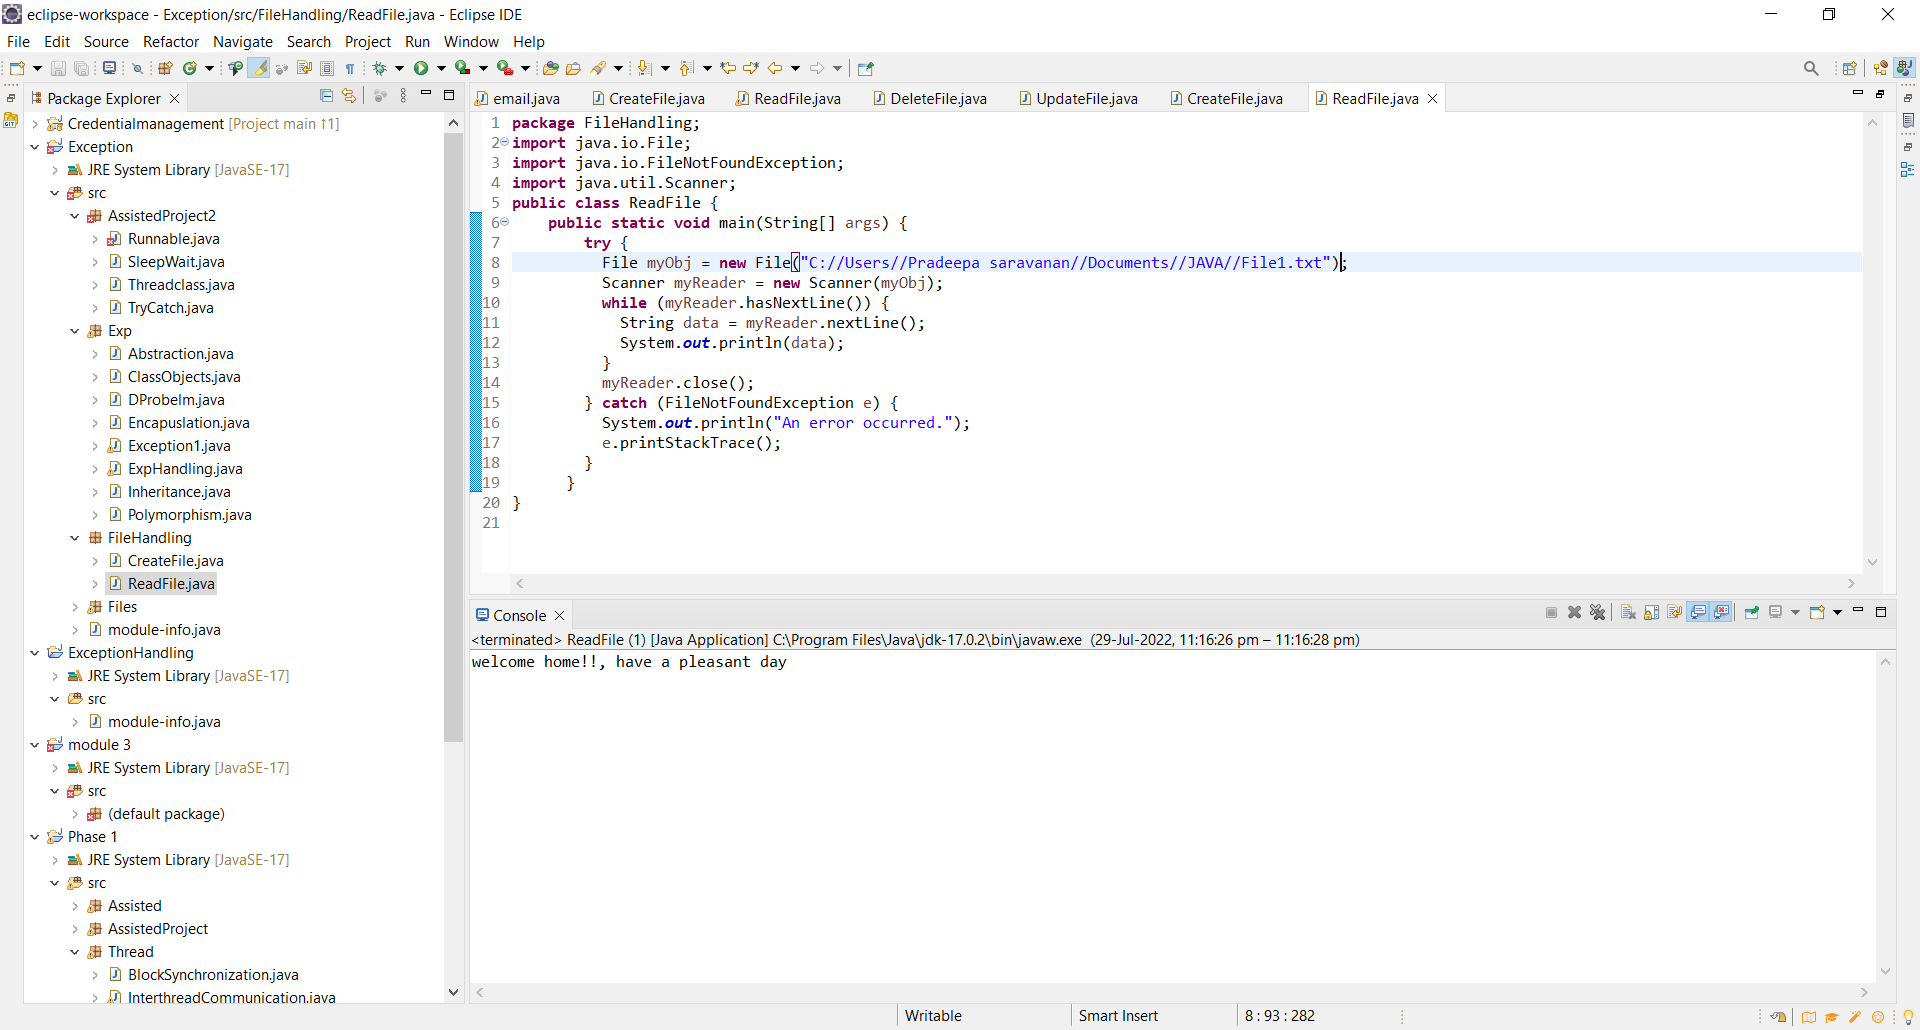 eclipse-workspace - Exception/src/FileHandling/ReadFile.java - Eclipse IDE
File Edit Source Refactor Navigate Search Project Run Window Help
Package Explorer
CredentialManagement [Project main ↑1]
Exception
JRE System Library [JavaSE-17]
src
AssistedProject2
Runnable.java
SleepWait.java
Threadclass.java
TryCatch.java
Exp
Abstraction.java
ClassObjects.java
DProbelm.java
Encapuslation.java
Exception1.java
ExpHandling.java
Inheritance.java
Polymorphism.java
FileHandling
CreateFile.java
ReadFile.java
Files
module-info.java
ExceptionHandling
JRE System Library [JavaSE-17]
src
module-info.java
module 3
JRE System Library [JavaSE-17]
src
(default package)
Phase 1
JRE System Library [JavaSE-17]
src
Assisted
AssistedProject
Thread
BlockSynchronization.java
InterthreadCommunication.java
email.java CreateFile.java ReadFile.java DeleteFile.java UpdateFile.java CreateFile.java ReadFile.java
1 package FileHandling;
2 import java.io.File;
3 import java.io.FileNotFoundException;
4 import java.util.Scanner;
5 public class ReadFile {
6 public static void main(String[] args) {
7 try {
8 File myObj = new File("C://Users//Pradeepa saravanan//Documents//JAVA//File1.txt");
9 Scanner myReader = new Scanner(myObj);
10 while (myReader.hasNextLine()) {
11 String data = myReader.nextLine();
12 System.out.println(data);
13 }
14 myReader.close();
15 } catch (FileNotFoundException e) {
16 System.out.println("An error occurred.");
17 e.printStackTrace();
18 }
19 }
20 }
21
Console
<terminated> ReadFile (1) [Java Application] C:\Program Files\Java\jdk-17.0.2\bin\javaw.exe (29-Jul-2022, 11:16:26 pm – 11:16:28 pm)
welcome home!!, have a pleasant day
Writable Smart Insert 8 : 93 : 282